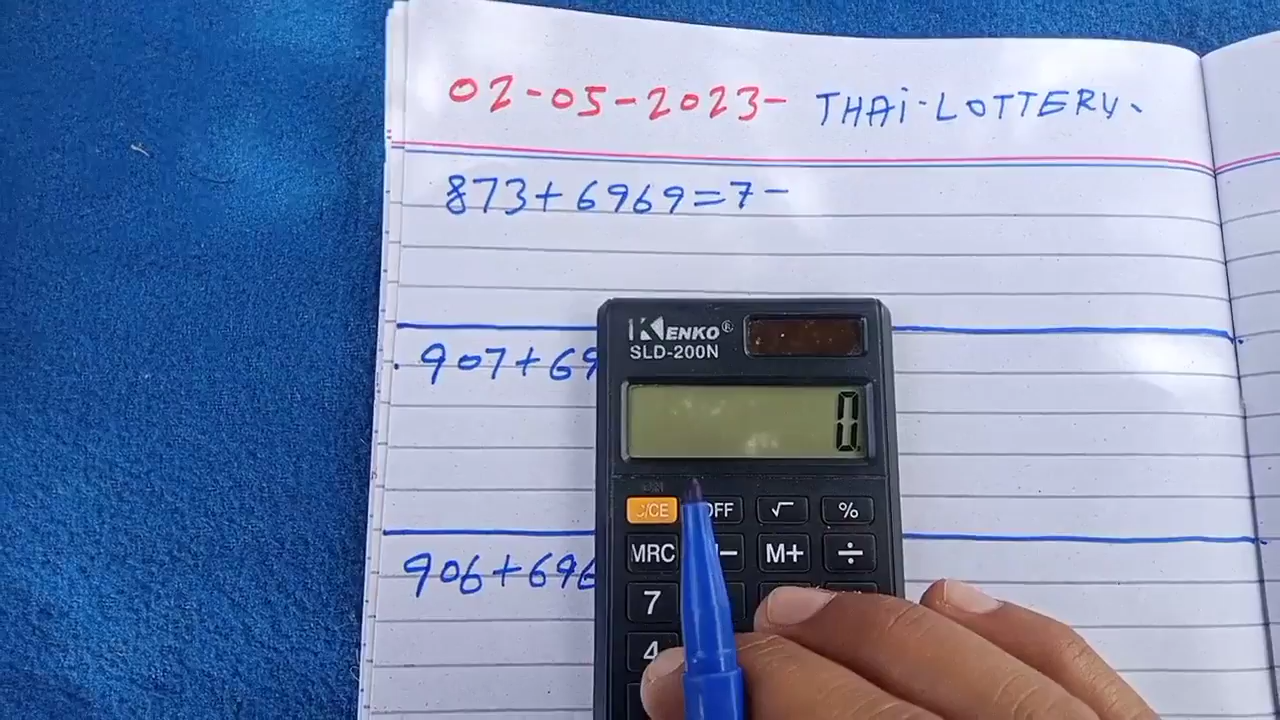 02-05-2023- THAi-LOTTERY.
873+6969=7-
KENKO®
SLD-200N
907+69
0.
C/CE OFF √ %
906+696
MRC M- M+ ÷
7
4